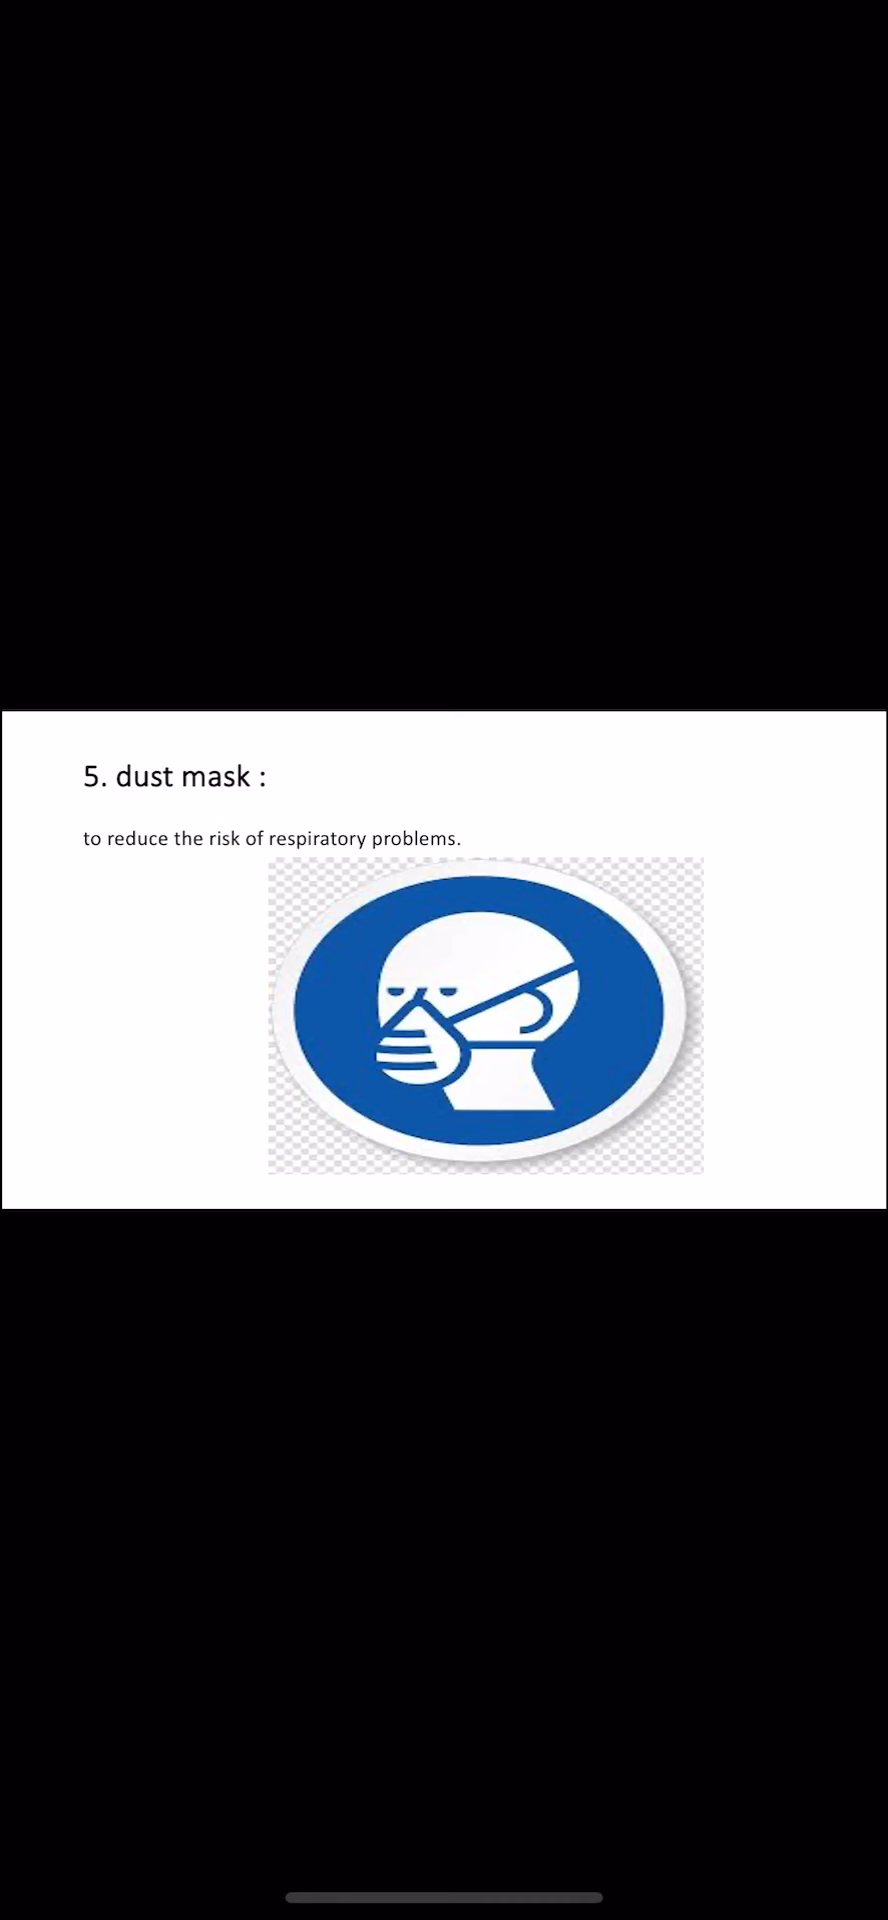 5. dust mask :
to reduce the risk of respiratory problems.